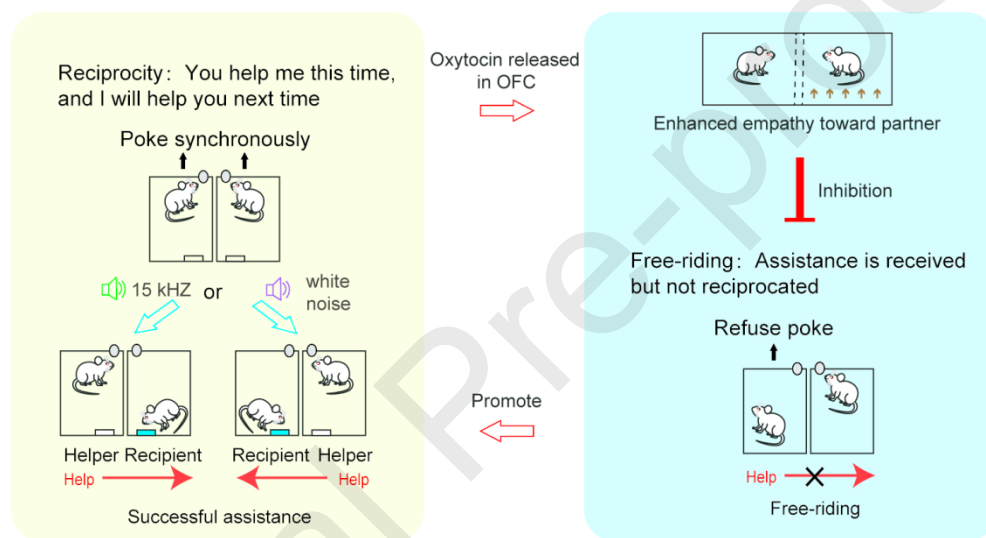 Reciprocity: You help me this time,
and I will help you next time
Poke synchronously
15 kHZ or white
noise
Helper Recipient
Help
Recipient Helper
Help
Successful assistance
Oxytocin released
in OFC
Promote
Enhanced empathy toward partner
Inhibition
Free-riding: Assistance is received
but not reciprocated
Refuse poke
Help
Free-riding